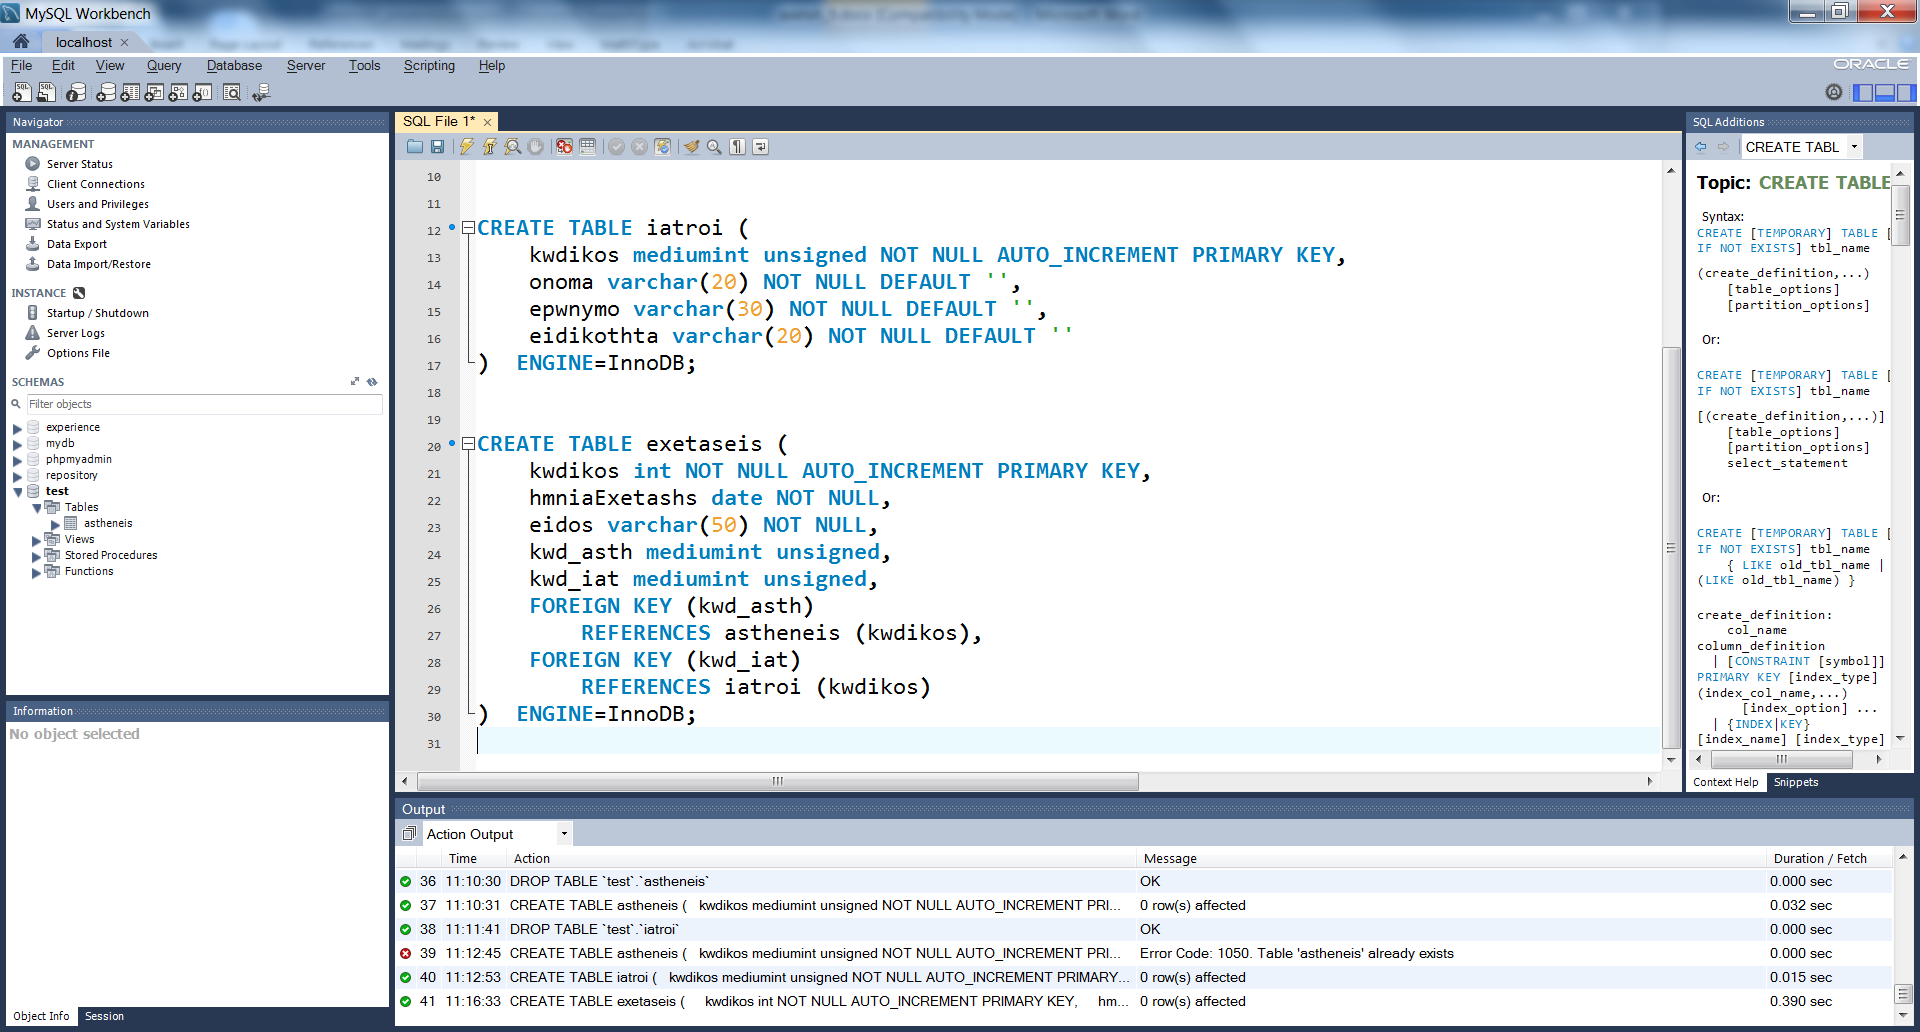 MySQL Workbench
localhost
File Edit View Query Database Server Tools Scripting Help
ORACLE
Navigator
MANAGEMENT
Server Status
Client Connections
Users and Privileges
Status and System Variables
Data Export
Data Import/Restore
INSTANCE
Startup / Shutdown
Server Logs
Options File
SCHEMAS
Filter objects
experience
mydb
phpmyadmin
repository
test
Tables
astheneis
Views
Stored Procedures
Functions
Information
No object selected
Object Info Session
SQL File 1*
10
11
12 CREATE TABLE iatroi (
13 kwdikos mediumint unsigned NOT NULL AUTO_INCREMENT PRIMARY KEY,
14 onoma varchar(20) NOT NULL DEFAULT '',
15 epwnymo varchar(30) NOT NULL DEFAULT '',
16 eidikothta varchar(20) NOT NULL DEFAULT ''
17 ) ENGINE=InnoDB;
18
19
20 CREATE TABLE exetaseis (
21 kwdikos int NOT NULL AUTO_INCREMENT PRIMARY KEY,
22 hmniaExetashs date NOT NULL,
23 eidos varchar(50) NOT NULL,
24 kwd_asth mediumint unsigned,
25 kwd_iat mediumint unsigned,
26 FOREIGN KEY (kwd_asth)
27 REFERENCES astheneis (kwdikos),
28 FOREIGN KEY (kwd_iat)
29 REFERENCES iatroi (kwdikos)
30 ) ENGINE=InnoDB;
31
SQL Additions
CREATE TABL
Topic: CREATE TABLE
Syntax:
CREATE [TEMPORARY] TABLE [
IF NOT EXISTS] tbl_name
(create_definition,...)
[table_options]
[partition_options]
Or:
CREATE [TEMPORARY] TABLE [
IF NOT EXISTS] tbl_name
[(create_definition,...)]
[table_options]
[partition_options]
select_statement
Or:
CREATE [TEMPORARY] TABLE [
IF NOT EXISTS] tbl_name
{ LIKE old_tbl_name |
(LIKE old_tbl_name) }
create_definition:
col_name
column_definition
| [CONSTRAINT [symbol]]
PRIMARY KEY [index_type]
(index_col_name,...)
[index_option] ...
| {INDEX|KEY}
[index_name] [index_type]
Context Help Snippets
Output
Action Output
Time Action Message Duration / Fetch
36 11:10:30 DROP TABLE `test`.`astheneis` OK 0.000 sec
37 11:10:31 CREATE TABLE astheneis ( kwdikos mediumint unsigned NOT NULL AUTO_INCREMENT PRI... 0 row(s) affected 0.032 sec
38 11:11:41 DROP TABLE `test`.`iatroi` OK 0.000 sec
39 11:12:45 CREATE TABLE astheneis ( kwdikos mediumint unsigned NOT NULL AUTO_INCREMENT PRI... Error Code: 1050. Table 'astheneis' already exists 0.000 sec
40 11:12:53 CREATE TABLE iatroi ( kwdikos mediumint unsigned NOT NULL AUTO_INCREMENT PRIMARY... 0 row(s) affected 0.015 sec
41 11:16:33 CREATE TABLE exetaseis ( kwdikos int NOT NULL AUTO_INCREMENT PRIMARY KEY, hm... 0 row(s) affected 0.390 sec